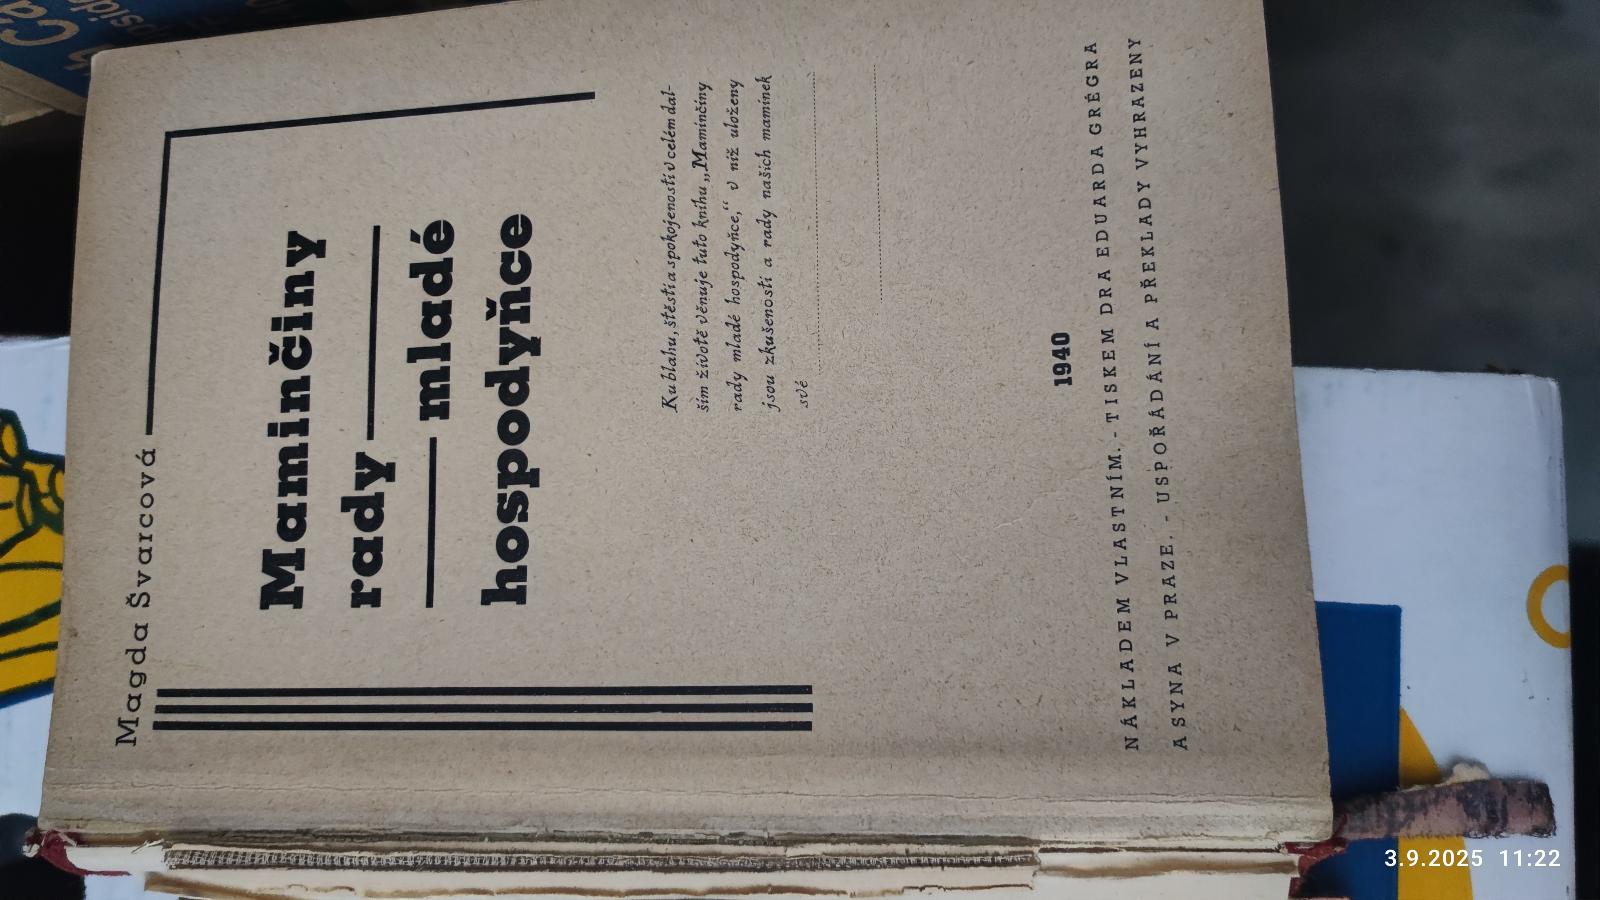 Magda Švarcová
Maminčiny
rady
mladé
hospodyňce
K u blahu, štěstí a spokojenosti v celém dal-
ším životě věnuje tuto knihu „Maminčiny
rady mladé hospodyňce,“ v níž uloženy
jsou zkušenosti a rady našich maminek
své
1940
NÁKLADEM VLASTNÍM. - TISKEM DRA EDUARDA GRÉGRA
A SYNA V PRAZE. - USPOŘÁDÁNÍ A PŘEKLADY VYHRAZENY
3.9.2025 11:22